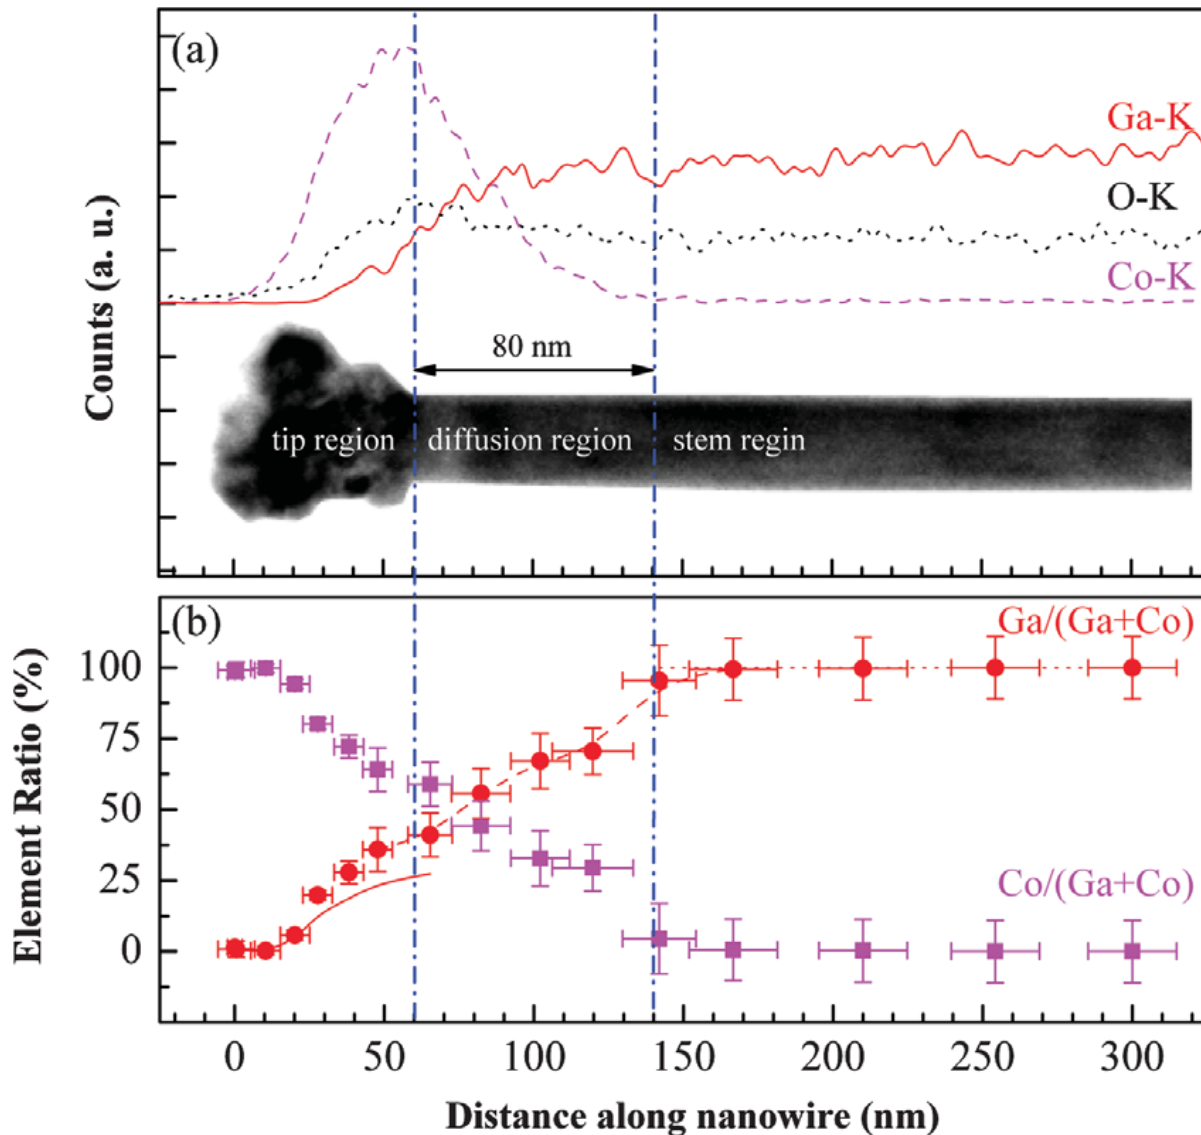 (a)
Ga-K
O-K
Co-K
Counts (a. u.)
80 nm
tip region
diffusion region
stem regin
(b)
Ga/(Ga+Co)
Co/(Ga+Co)
Element Ratio (%)
100
75
50
25
0
0 50 100 150 200 250 300
Distance along nanowire (nm)